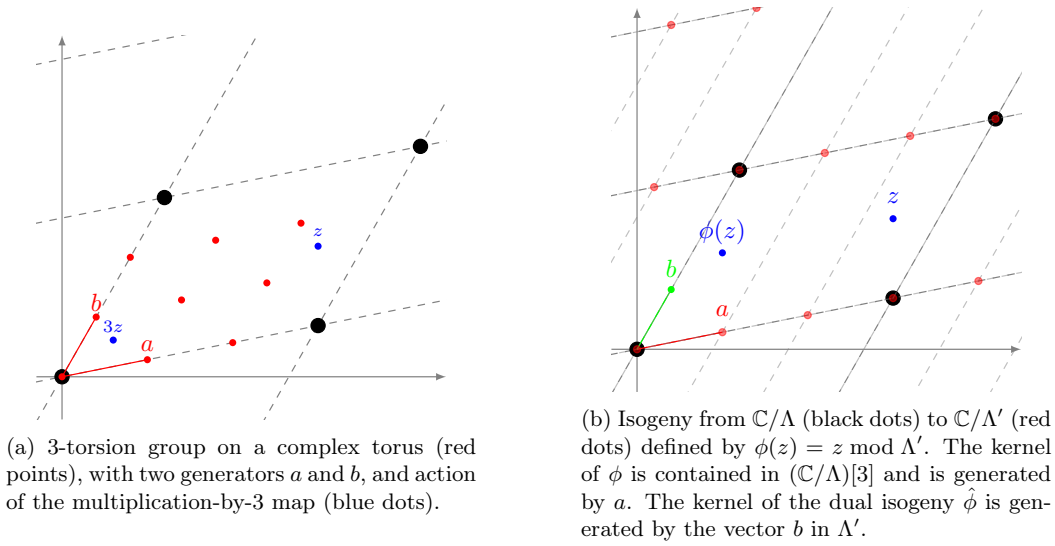 z
b
3z
a
(a) 3-torsion group on a complex torus (red
points), with two generators a and b, and action
of the multiplication-by-3 map (blue dots).
z
ϕ(z)
b
a
(b) Isogeny from ℂ/Λ (black dots) to ℂ/Λ′ (red
dots) defined by ϕ(z) = z mod Λ′. The kernel
of ϕ is contained in (ℂ/Λ)[3] and is generated
by a. The kernel of the dual isogeny ϕ̂ is gen-
erated by the vector b in Λ′.